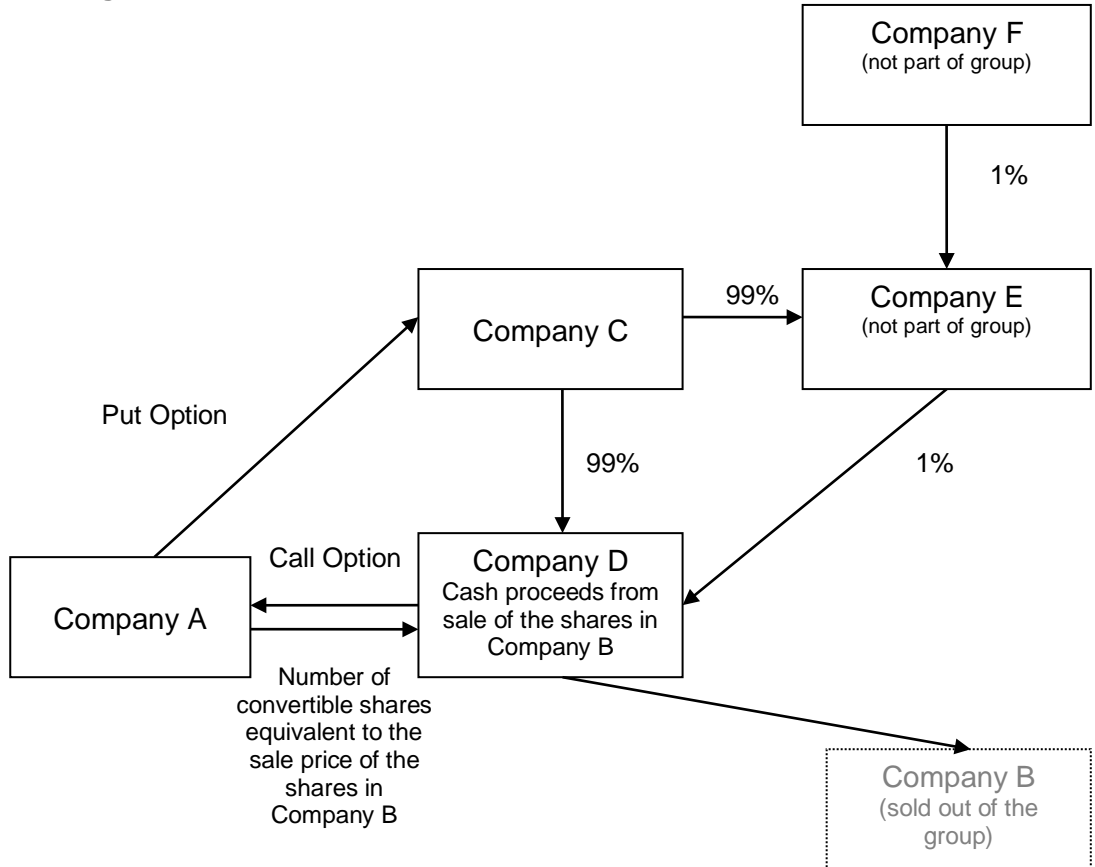 Company F
(not part of group)
1%
99%
Company E
(not part of group)
Company C
Put Option
99%
1%
Call Option
Company D
Cash proceeds from
sale of the shares in
Company B
Company A
Number of
convertible shares
equivalent to the
sale price of the
shares in
Company B
Company B
(sold out of the
group)